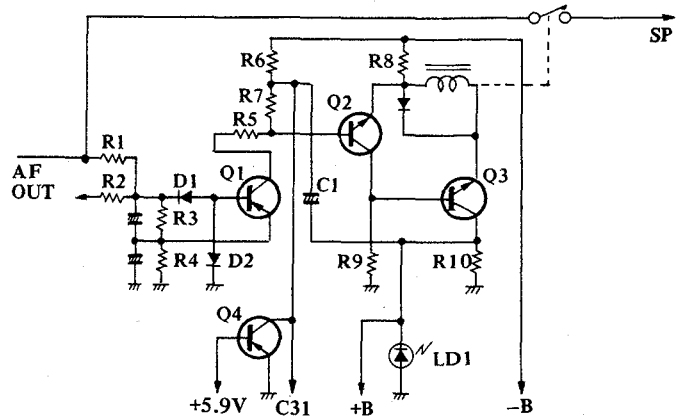 SP
R6
R8
R7
Q2
R5
R1
AF
OUT
R2
D1
Q1
C1
Q3
R3
R4
D2
R9
R10
Q4
LD1
+5.9V
C31
+B
-B